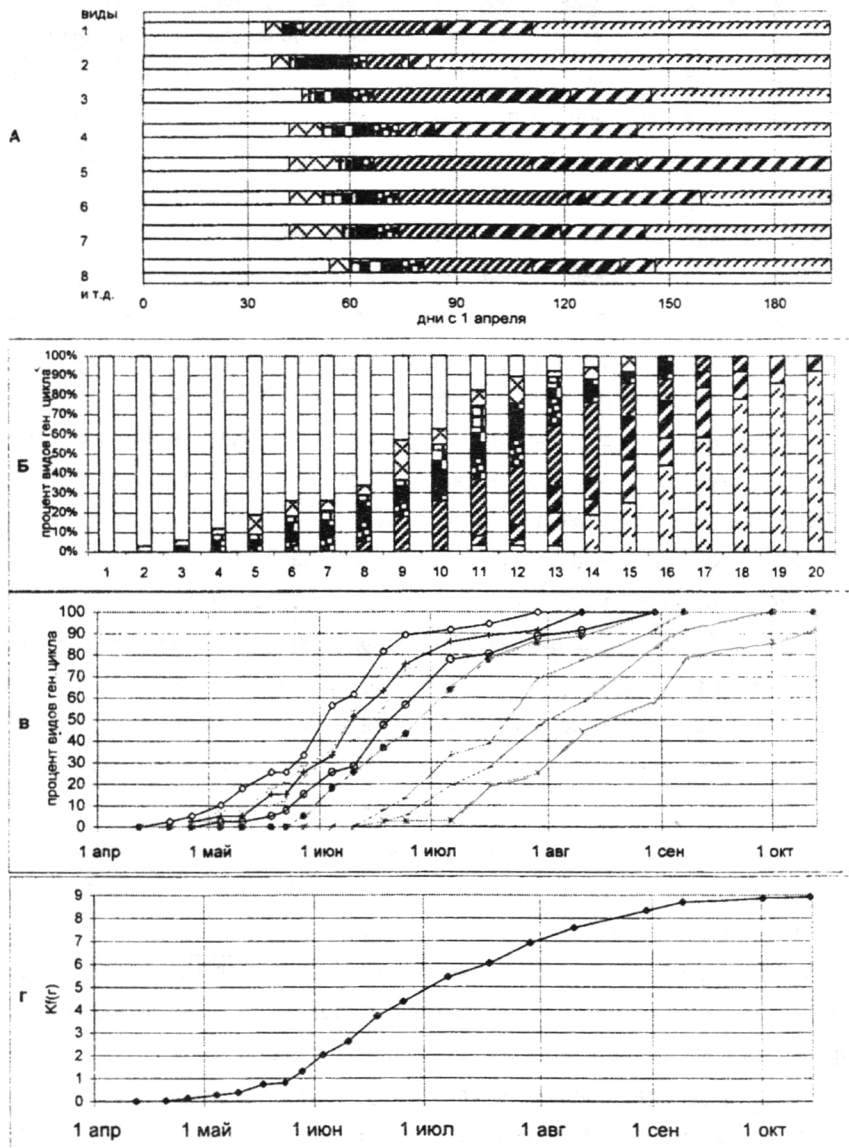 виды
1
2
3
А
4
5
6
7
8
и т.д.
0 30 60 90 120 150 180
дни с 1 апреля
Б
процент видов ген. цикла
100%
90%
80%
70%
60%
50%
40%
30%
20%
10%
0%
1 2 3 4 5 6 7 8 9 10 11 12 13 14 15 16 17 18 19 20
В
процент видов ген.цикла
100
90
80
70
60
50
40
30
20
10
0
1 апр 1 май 1 июн 1 июл 1 авг 1 сен 1 окт
Г
Kf(г)
9
8
7
6
5
4
3
2
1
0
1 апр 1 май 1 июн 1 июл 1 авг 1 сен 1 окт